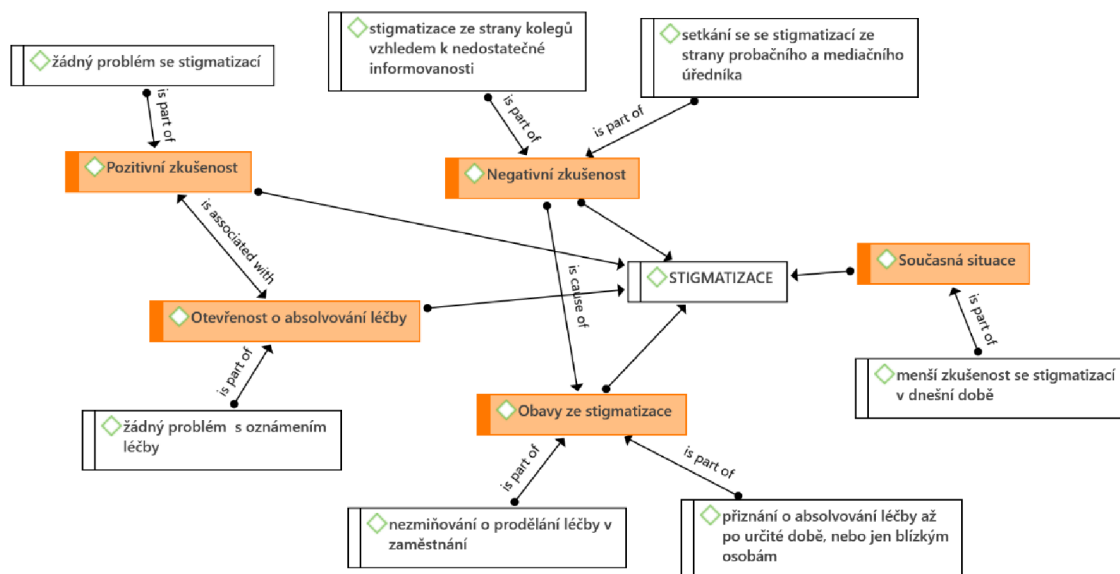 stigmatizace ze strany kolegů
vzhledem k nedostatečné
informovanosti
setkání se se stigmatizací ze
strany probačního a mediačního
úředníka
žádný problém se stigmatizací
is part of
is part of
is part of
Pozitivní zkušenost
Negativní zkušenost
is associated with
is cause of
Současná situace
STIGMATIZACE
Otevřenost o absolvování léčby
is part of
is part of
menší zkušenost se stigmatizací
v dnešní době
Obavy ze stigmatizace
žádný problém s oznámením
léčby
is part of
is part of
nezmiňování o prodělání léčby v
zaměstnání
přiznání o absolvování léčby až
po určité době, nebo jen blízkým
osobám